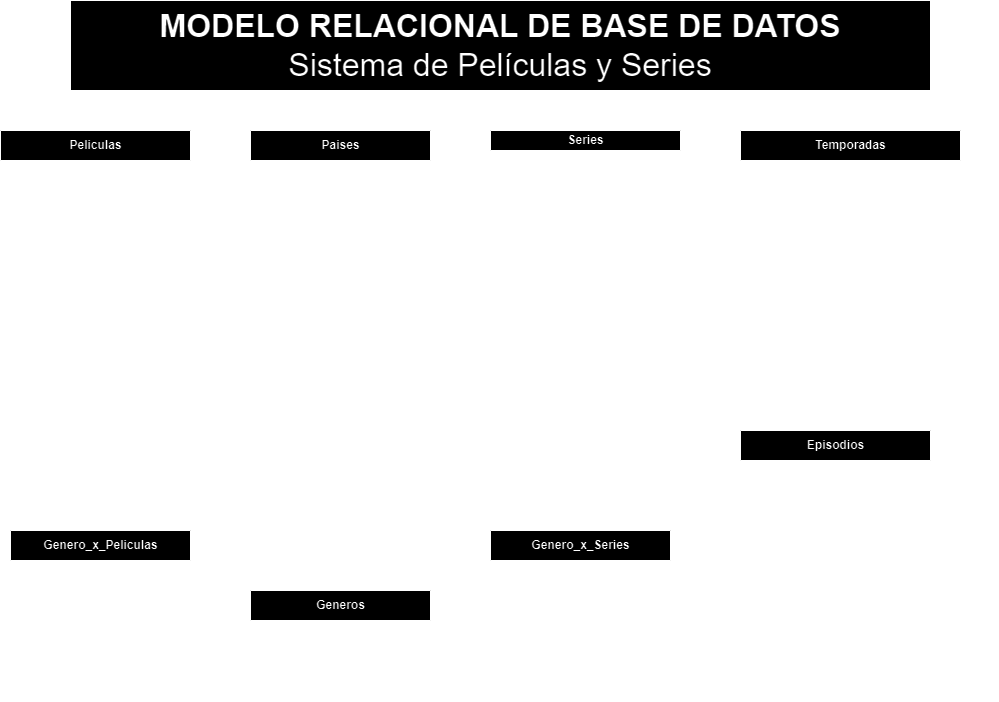 MODELO RELACIONAL DE BASE DE DATOS
Sistema de Películas y Series
Peliculas
Paises
Series
Temporadas
Episodios
Genero_x_Peliculas
Genero_x_Series
Generos